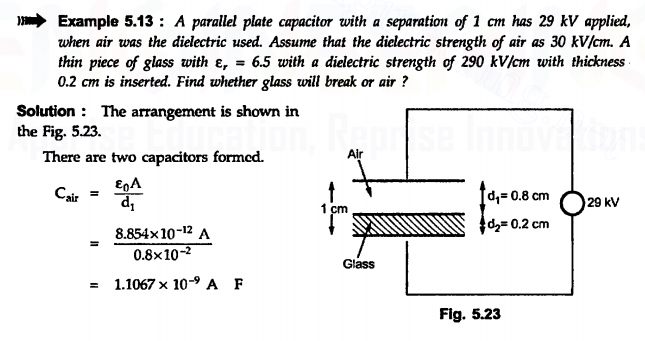 Example 5.13 : A parallel plate capacitor with a separation of 1 cm has 29 kV applied,
when air was the dielectric used. Assume that the dielectric strength of air as 30 kV/cm. A
thin piece of glass with εr = 6.5 with a dielectric strength of 290 kV/cm with thickness
0.2 cm is inserted. Find whether glass will break or air ?
Solution : The arrangement is shown in
the Fig. 5.23.
There are two capacitors formed.
Cair = ε0A / d1
= 8.854×10⁻¹² A / 0.8×10⁻²
= 1.1067 × 10⁻⁹ A F
Air
1 cm
d1= 0.8 cm
d2= 0.2 cm
29 kV
Glass
Fig. 5.23